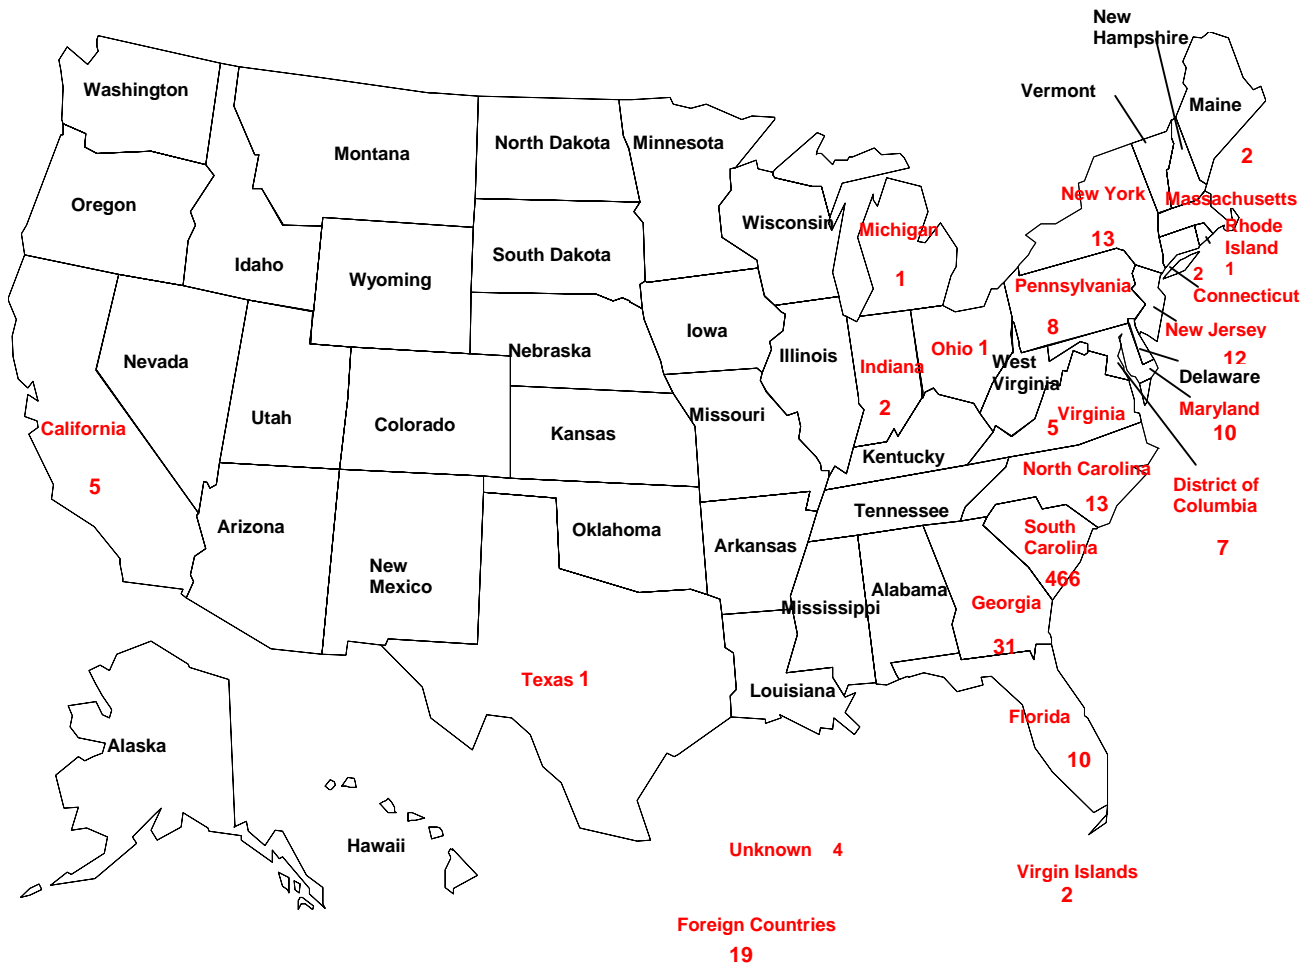 New
Hampshire
Vermont
Washington
Maine
Montana
North Dakota
Minnesota
2
Oregon
New York
Massachusetts
Wisconsin
Michigan
Rhode
Island
13
Idaho
South Dakota
Wyoming
1
2
1
Pennsylvania
Connecticut
8
New Jersey
Iowa
Nevada
Nebraska
Illinois
Ohio 1
12
Indiana
West
Virginia
Delaware
Utah
Colorado
Missouri
2
Virginia
Maryland
California
Kansas
5
10
Kentucky
North Carolina
5
District of
Columbia
13
Arizona
Oklahoma
Tennessee
South
Carolina
Arkansas
7
New
Mexico
466
Alabama
Mississippi
Georgia
31
Texas 1
Louisiana
Florida
Alaska
10
Hawaii
Unknown 4
Virgin Islands
2
Foreign Countries
19